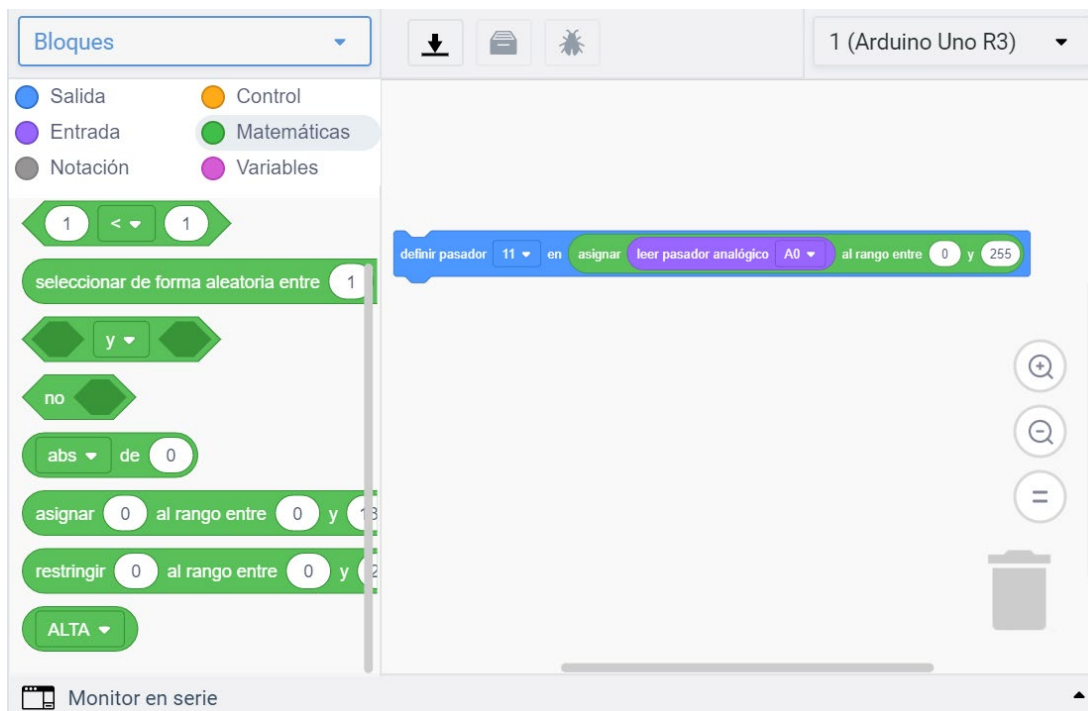 Bloques
1 (Arduino Uno R3)
Salida Control
Entrada Matemáticas
Notación Variables
1 < 1
seleccionar de forma aleatoria entre 1
y
no
abs de 0
asignar 0 al rango entre 0 y
restringir 0 al rango entre 0 y
ALTA
definir pasador 11 en asignar leer pasador analógico A0 al rango entre 0 y 255
Monitor en serie